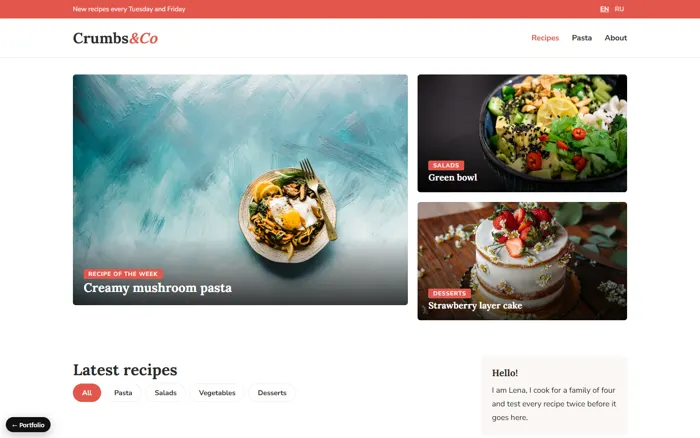 New recipes every Tuesday and Friday
EN RU
Crumbs&Co
Recipes Pasta About
RECIPE OF THE WEEK
Creamy mushroom pasta
SALADS
Green bowl
DESSERTS
Strawberry layer cake
Latest recipes
All Pasta Salads Vegetables Desserts
Hello!
I am Lena, I cook for a family of four
and test every recipe twice before it
goes here.
← Portfolio